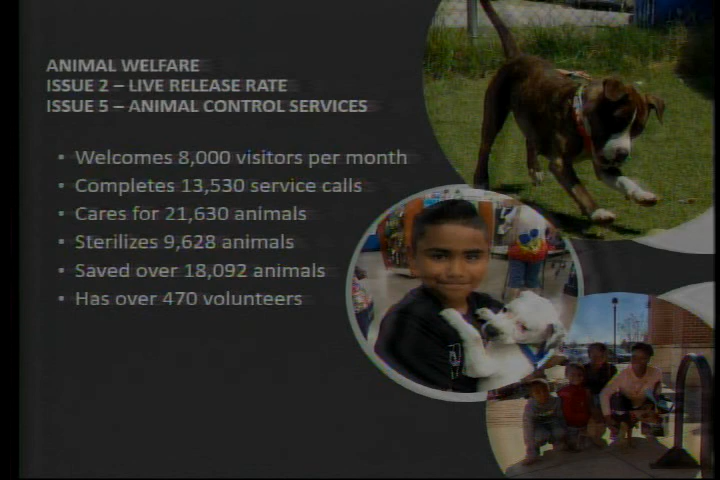 ANIMAL WELFARE
ISSUE 2 – LIVE RELEASE RATE
ISSUE 5 – ANIMAL CONTROL SERVICES
▪ Welcomes 8,000 visitors per month
▪ Completes 13,530 service calls
▪ Cares for 21,630 animals
▪ Sterilizes 9,628 animals
▪ Saved over 18,092 animals
▪ Has over 470 volunteers